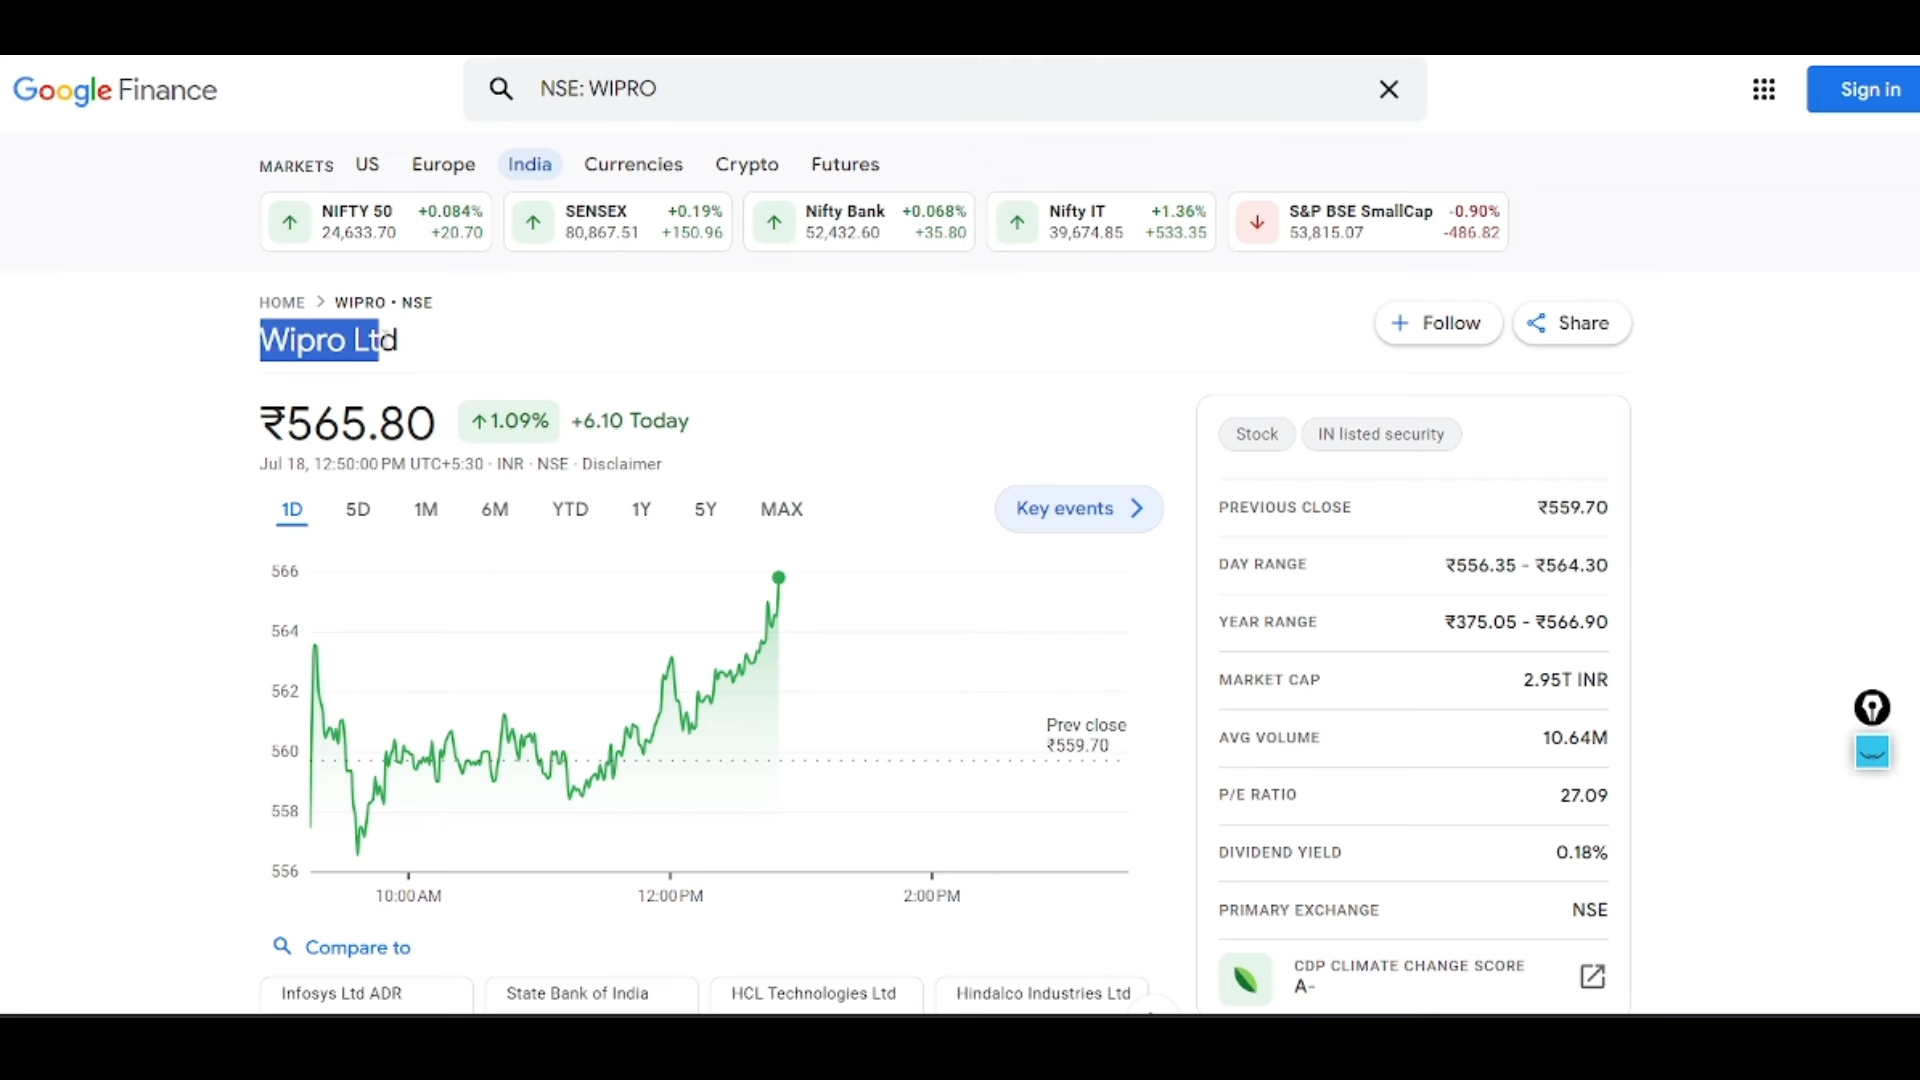 Google Finance
NSE: WIPRO
Sign in
MARKETS US Europe India Currencies Crypto Futures
NIFTY 50 +0.084%
24,633.70 +20.70
SENSEX +0.19%
80,867.51 +150.96
Nifty Bank +0.068%
52,432.60 +35.80
Nifty IT +1.36%
39,674.85 +533.35
S&P BSE SmallCap -0.90%
53,815.07 -486.82
HOME > WIPRO • NSE
Wipro Ltd
Follow
Share
₹565.80 ↑1.09% +6.10 Today
Jul 18, 12:50:00 PM UTC+5:30 · INR · NSE · Disclaimer
1D 5D 1M 6M YTD 1Y 5Y MAX
Key events
566
564
562
560
558
556
Prev close
₹559.70
10:00 AM 12:00 PM 2:00 PM
Compare to
Infosys Ltd ADR
State Bank of India
HCL Technologies Ltd
Hindalco Industries Ltd
Stock IN listed security
PREVIOUS CLOSE ₹559.70
DAY RANGE ₹556.35 - ₹564.30
YEAR RANGE ₹375.05 - ₹566.90
MARKET CAP 2.95T INR
AVG VOLUME 10.64M
P/E RATIO 27.09
DIVIDEND YIELD 0.18%
PRIMARY EXCHANGE NSE
CDP CLIMATE CHANGE SCORE
A-